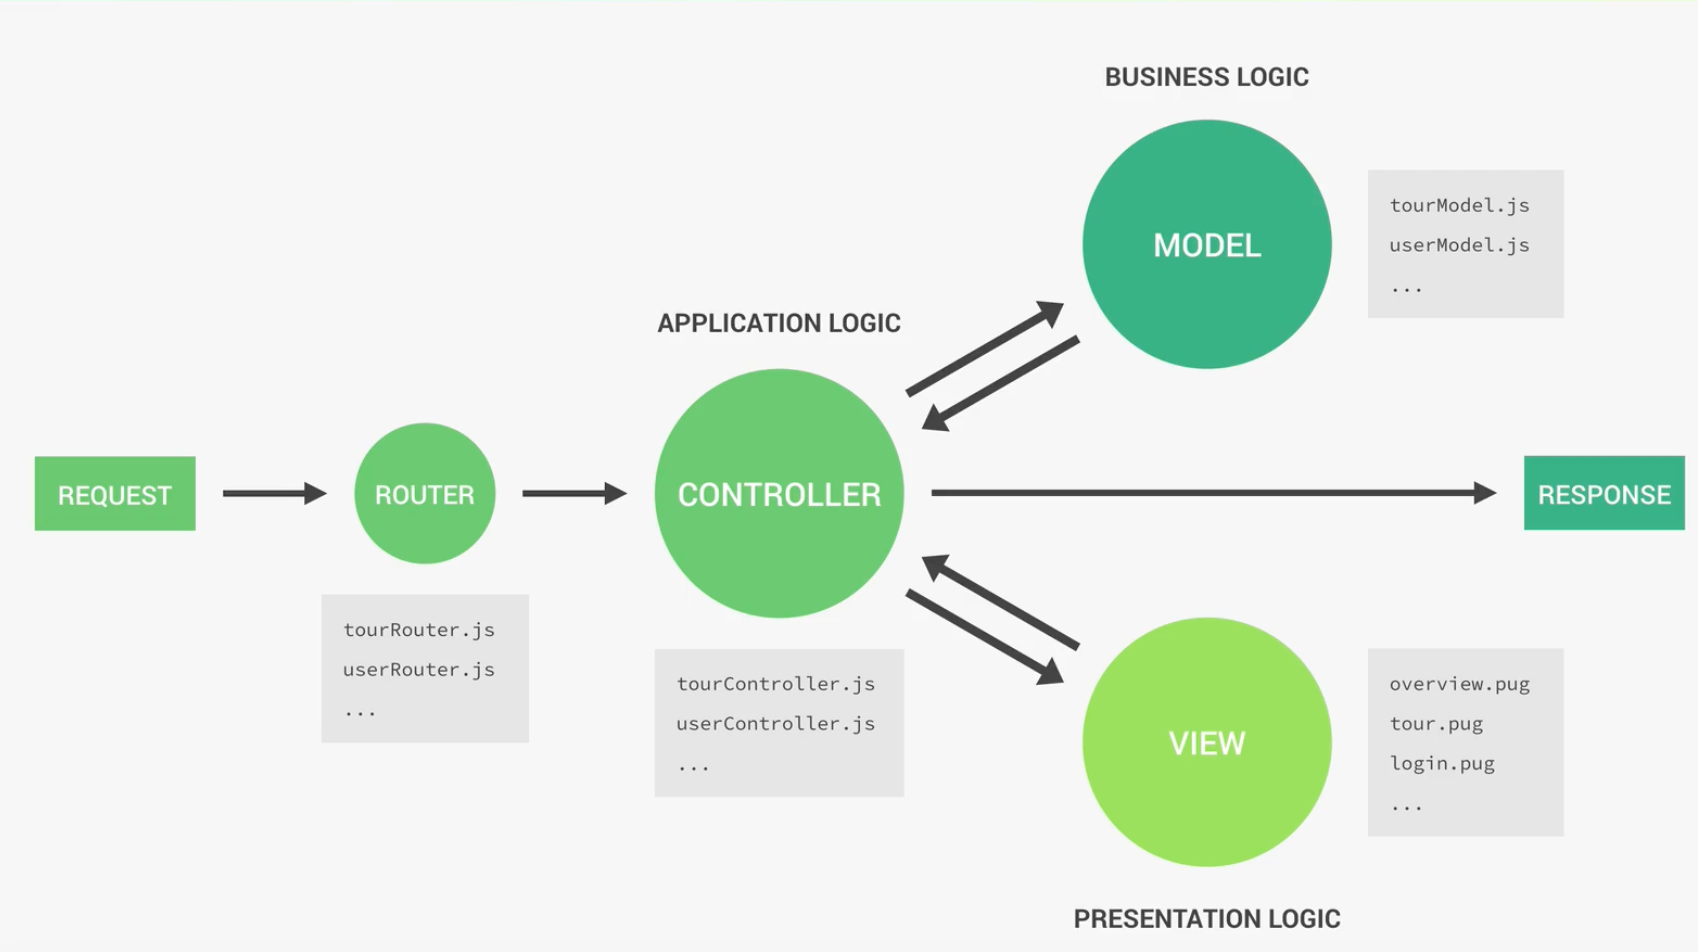 BUSINESS LOGIC
MODEL
tourModel.js
userModel.js
...
APPLICATION LOGIC
REQUEST
ROUTER
CONTROLLER
RESPONSE
tourRouter.js
userRouter.js
...
tourController.js
userController.js
...
VIEW
overview.pug
tour.pug
login.pug
...
PRESENTATION LOGIC